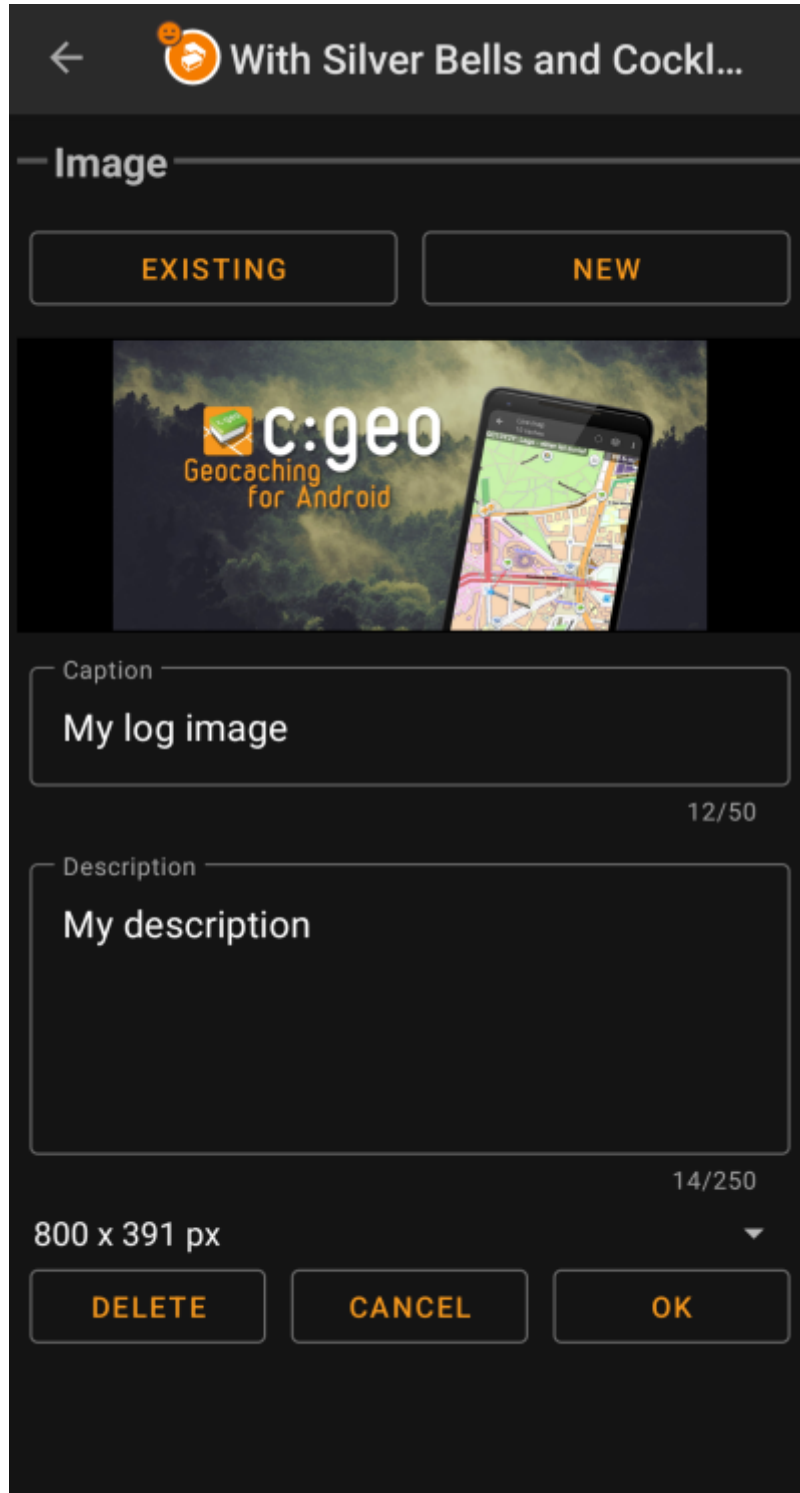 With Silver Bells and Cockl...
Image
EXISTING
NEW
c:geo
Geocaching
for Android
Caption
My log image
12/50
Description
My description
14/250
800 x 391 px
DELETE
CANCEL
OK